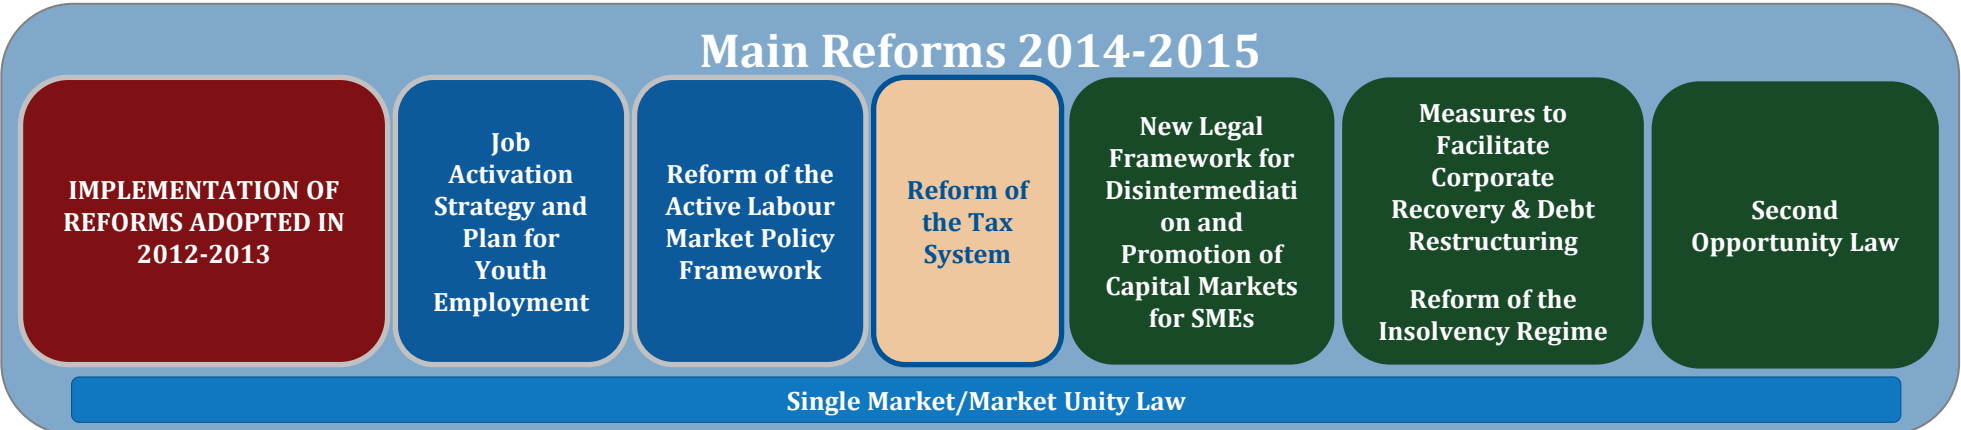 Main Reforms 2014-2015
IMPLEMENTATION OF
REFORMS ADOPTED IN
2012-2013
Job
Activation
Strategy and
Plan for
Youth
Employment
Reform of the
Active Labour
Market Policy
Framework
Reform of
the Tax
System
New Legal
Framework for
Disintermediati
on and
Promotion of
Capital Markets
for SMEs
Measures to
Facilitate
Corporate
Recovery & Debt
Restructuring
Reform of the
Insolvency Regime
Second
Opportunity Law
Single Market/Market Unity Law